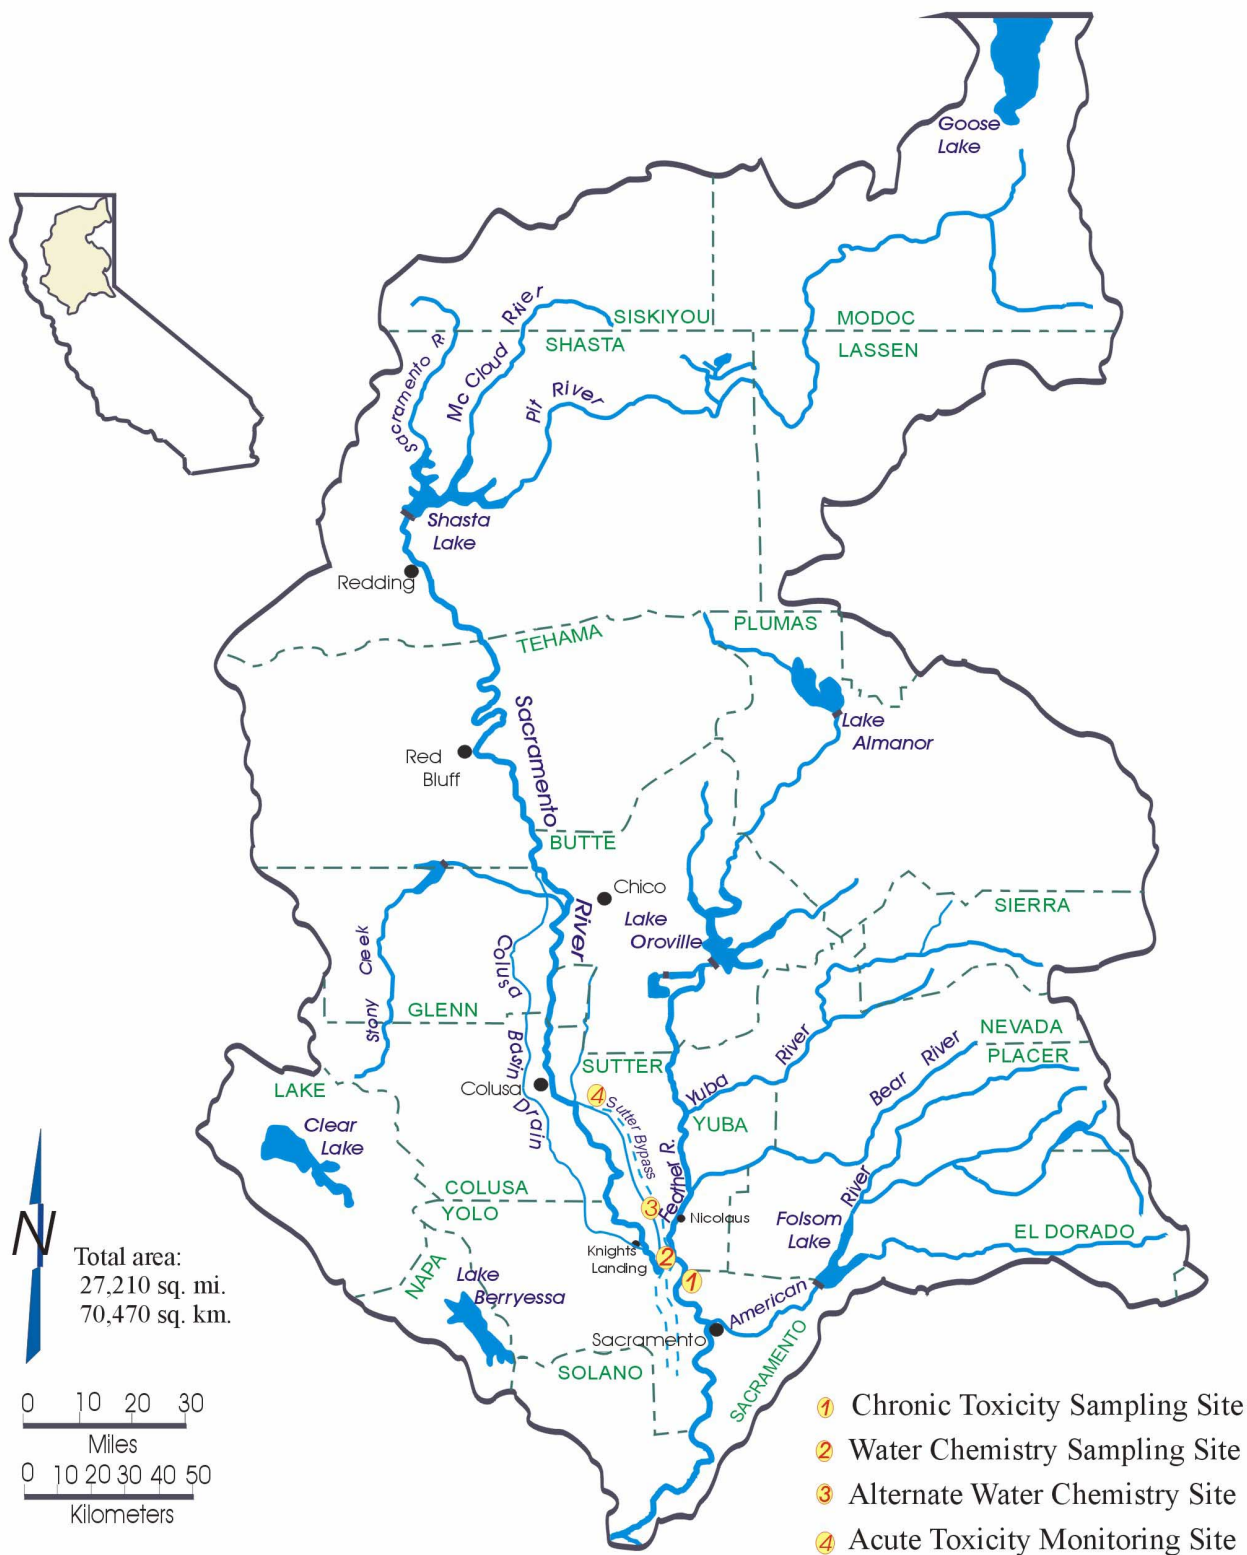 Goose
Lake
SISKIYOU
MODOC
SHASTA
LASSEN
Sacramento R.
Mc Cloud River
Pit River
Shasta
Lake
Redding
TEHAMA
PLUMAS
Lake
Almanor
Sacramento
Red
Bluff
BUTTE
Chico
River
Lake
Oroville
SIERRA
Stony Creek
Colusa Basin Drain
GLENN
NEVADA
PLACER
SUTTER
Yuba River
Bear River
LAKE
Colusa
4
Sutter Bypass
YUBA
Clear
Lake
Feather R.
COLUSA
YOLO
3
Nicolaus
River
Folsom
Lake
EL DORADO
N
Total area:
27,210 sq. mi.
70,470 sq. km.
Knights
Landing
2
1
NAPA
Lake
Berryessa
American
Sacramento
SOLANO
SACRAMENTO
0 10 20 30
Miles
0 10 20 30 40 50
Kilometers
1 Chronic Toxicity Sampling Site
2 Water Chemistry Sampling Site
3 Alternate Water Chemistry Site
4 Acute Toxicity Monitoring Site